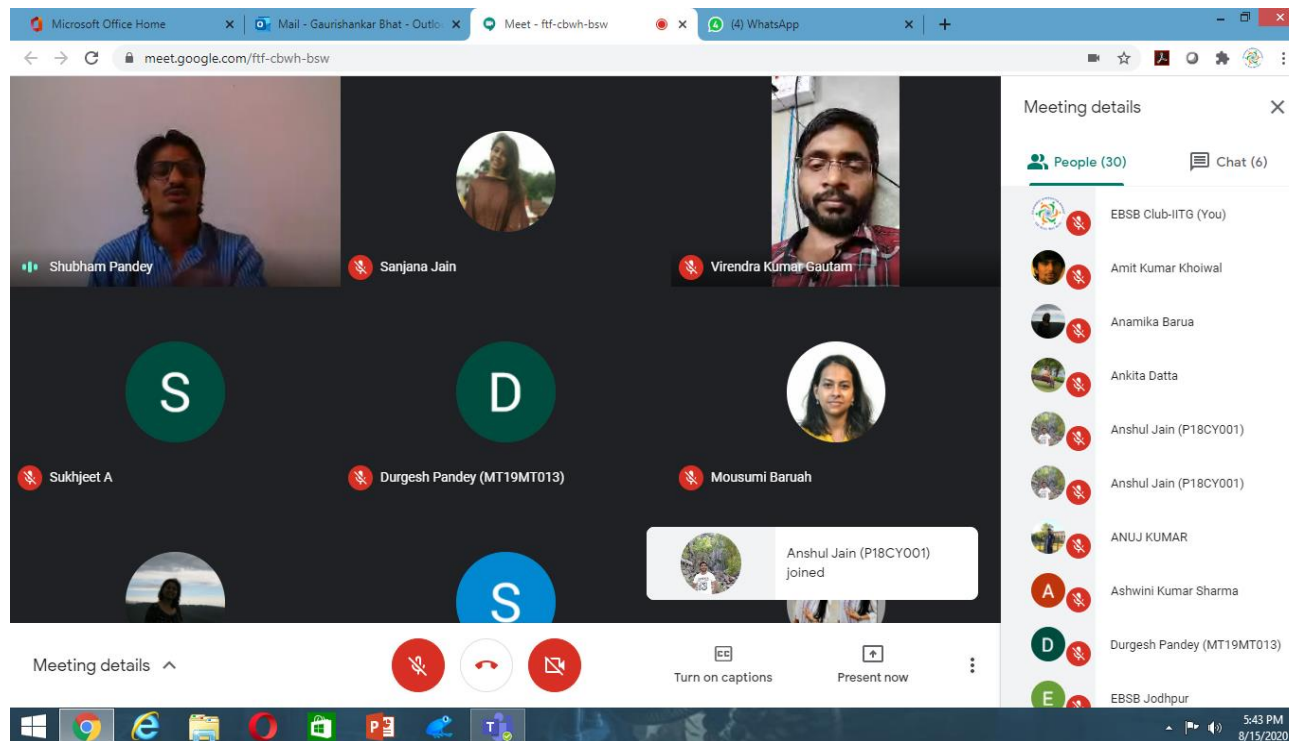 Microsoft Office Home
Mail - Gaurishankar Bhat - Outlo
Meet - ftf-cbwh-bsw
(4) WhatsApp
meet.google.com/ftf-cbwh-bsw
Shubham Pandey
Sanjana Jain
Virendra Kumar Gautam
S
D
Sukhjeet A
Durgesh Pandey (MT19MT013)
Mousumi Baruah
S
Anshul Jain (P18CY001)
joined
Meeting details
People (30)
Chat (6)
EBSB Club-IITG (You)
Amit Kumar Khoiwal
Anamika Barua
Ankita Datta
Anshul Jain (P18CY001)
Anshul Jain (P18CY001)
ANUJ KUMAR
A
Ashwini Kumar Sharma
D
Durgesh Pandey (MT19MT013)
E
EBSB Jodhpur
Meeting details
CC
Turn on captions
Present now
5:43 PM
8/15/2020